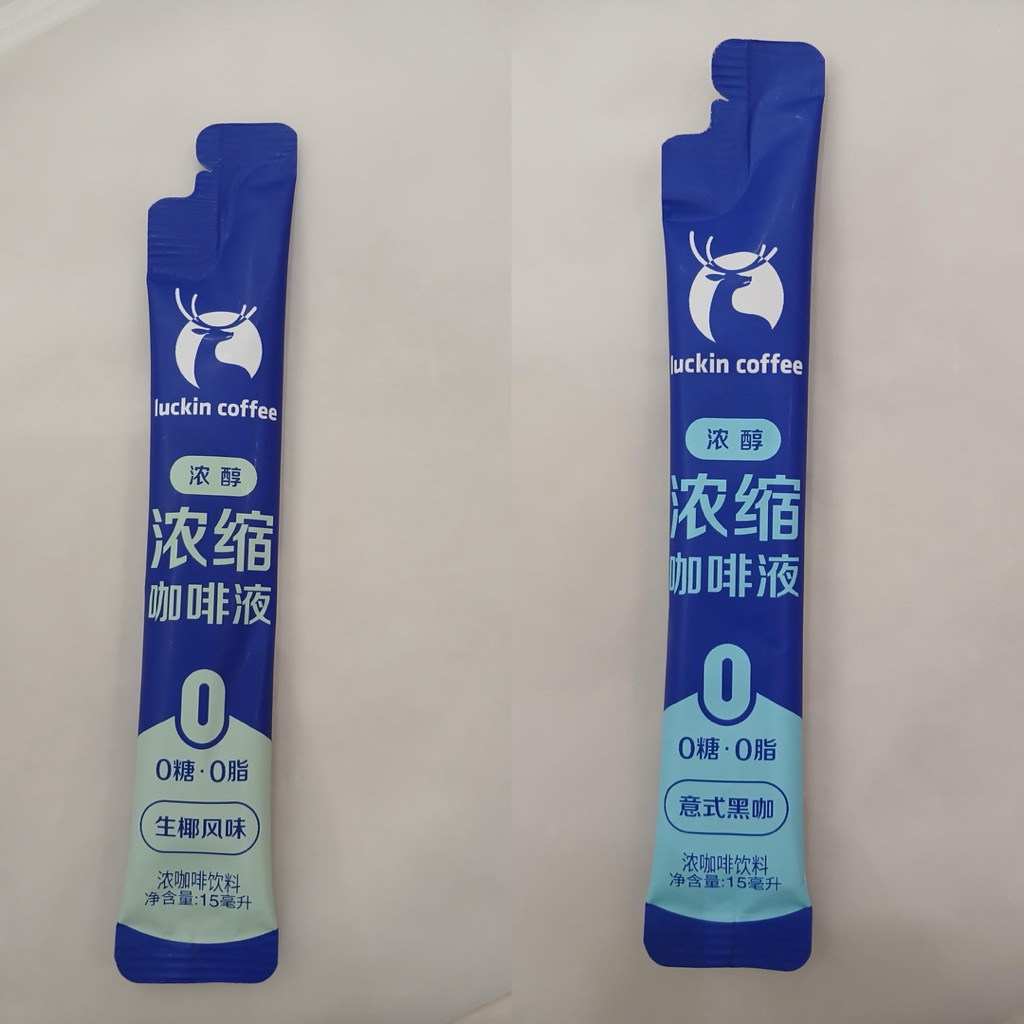 luckin coffee
浓醇
浓缩
咖啡液
0
0糖·0脂
生椰风味
浓咖啡饮料
净含量:15毫升
luckin coffee
浓醇
浓缩
咖啡液
0
0糖·0脂
意式黑咖
浓咖啡饮料
净含量:15毫升